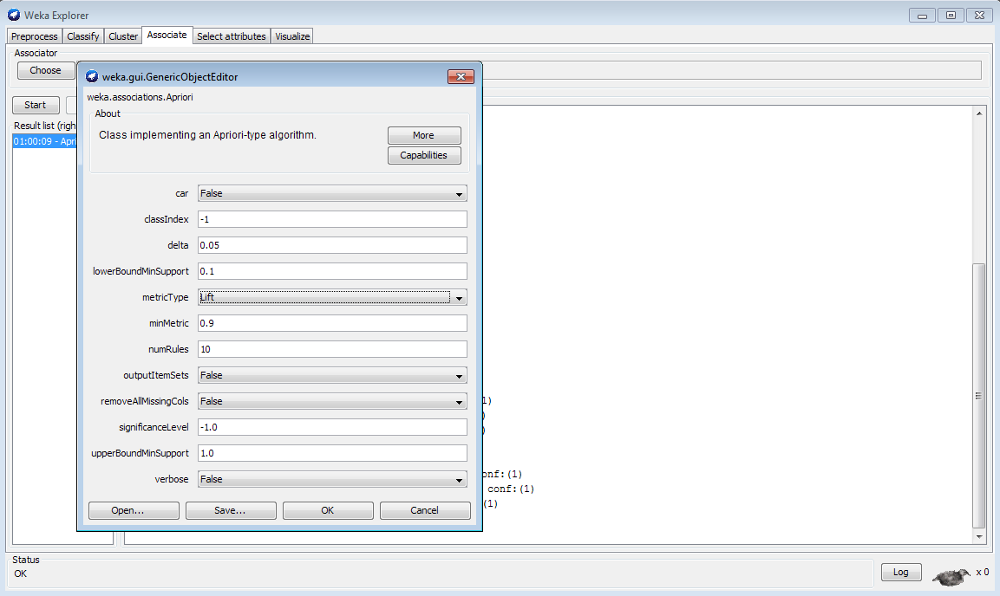 Weka Explorer
Preprocess Classify Cluster Associate Select attributes Visualize
Associator
Choose
Start
Result list (righ
01:00:09 - Apri
weka.gui.GenericObjectEditor
weka.associations.Apriori
About
Class implementing an Apriori-type algorithm.
More
Capabilities
car False
classIndex -1
delta 0.05
lowerBoundMinSupport 0.1
metricType Lift
minMetric 0.9
numRules 10
outputItemSets False
removeAllMissingCols False
significanceLevel -1.0
upperBoundMinSupport 1.0
verbose False
Open... Save... OK Cancel
1)
)
)
onf:(1)
conf:(1)
(1)
Status
OK
Log
x 0